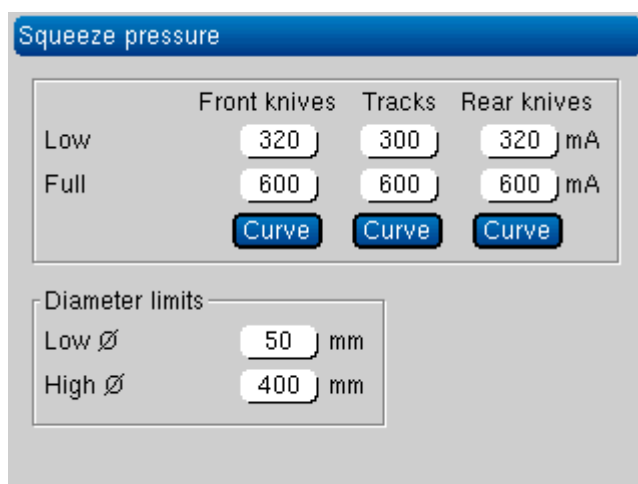 Squeeze pressure
Front knives Tracks Rear knives
Low 320 300 320 mA
Full 600 600 600 mA
Curve Curve Curve
Diameter limits
Low Ø 50 mm
High Ø 400 mm